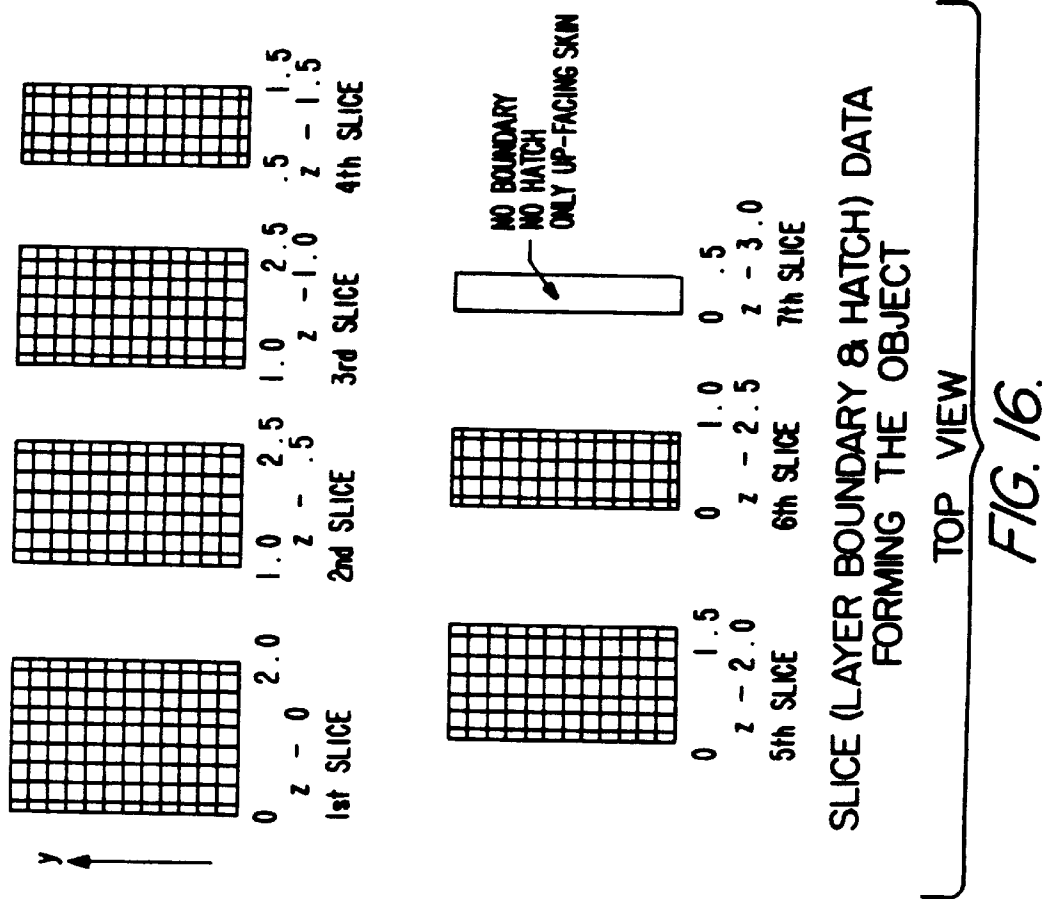 y
0 2.0
z - 0
1st SLICE
1.0 2.5
z - .5
2nd SLICE
1.0 2.5
z -1.0
3rd SLICE
.5 1.5
z -1.5
4th SLICE
0 1.5
z - 2.0
5th SLICE
0 1.0
z - 2.5
6th SLICE
NO BOUNDARY
NO HATCH
ONLY UP-FACING SKIN
0 .5
z - 3.0
7th SLICE
SLICE (LAYER BOUNDARY & HATCH) DATA
FORMING THE OBJECT
TOP VIEW
FIG. 16.